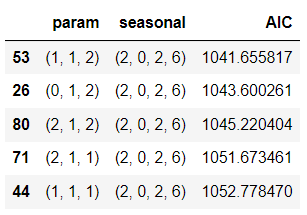 param seasonal AIC
53 (1, 1, 2) (2, 0, 2, 6) 1041.655817
26 (0, 1, 2) (2, 0, 2, 6) 1043.600261
80 (2, 1, 2) (2, 0, 2, 6) 1045.220404
71 (2, 1, 1) (2, 0, 2, 6) 1051.673461
44 (1, 1, 1) (2, 0, 2, 6) 1052.778470